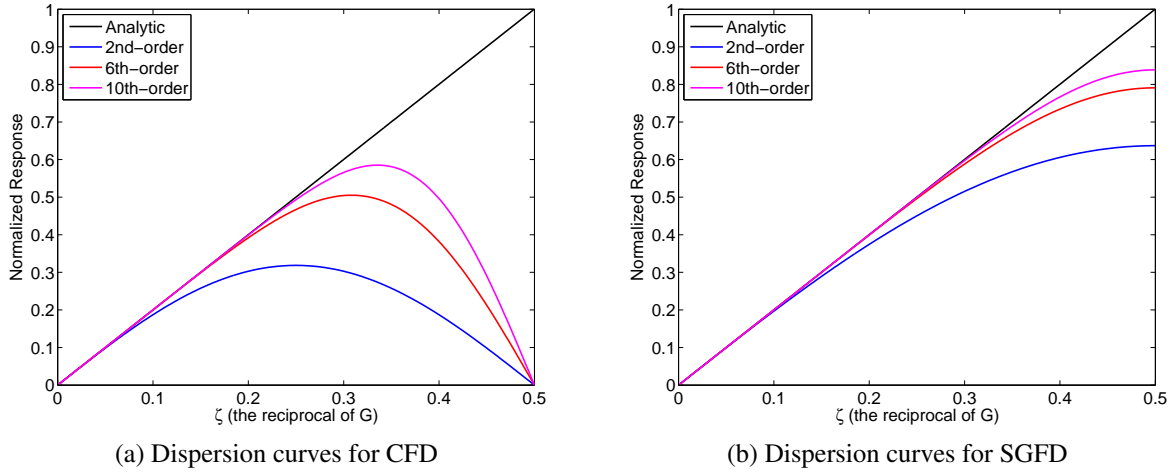 1
0.9
0.8
0.7
0.6
0.5
0.4
0.3
0.2
0.1
0
Normalized Response
Analytic
2nd-order
6th-order
10th-order
0
0.1
0.2
0.3
0.4
0.5
ζ (the reciprocal of G)
(a) Dispersion curves for CFD
1
0.9
0.8
0.7
0.6
0.5
0.4
0.3
0.2
0.1
0
Normalized Response
Analytic
2nd-order
6th-order
10th-order
0
0.1
0.2
0.3
0.4
0.5
ζ (the reciprocal of G)
(b) Dispersion curves for SGFD